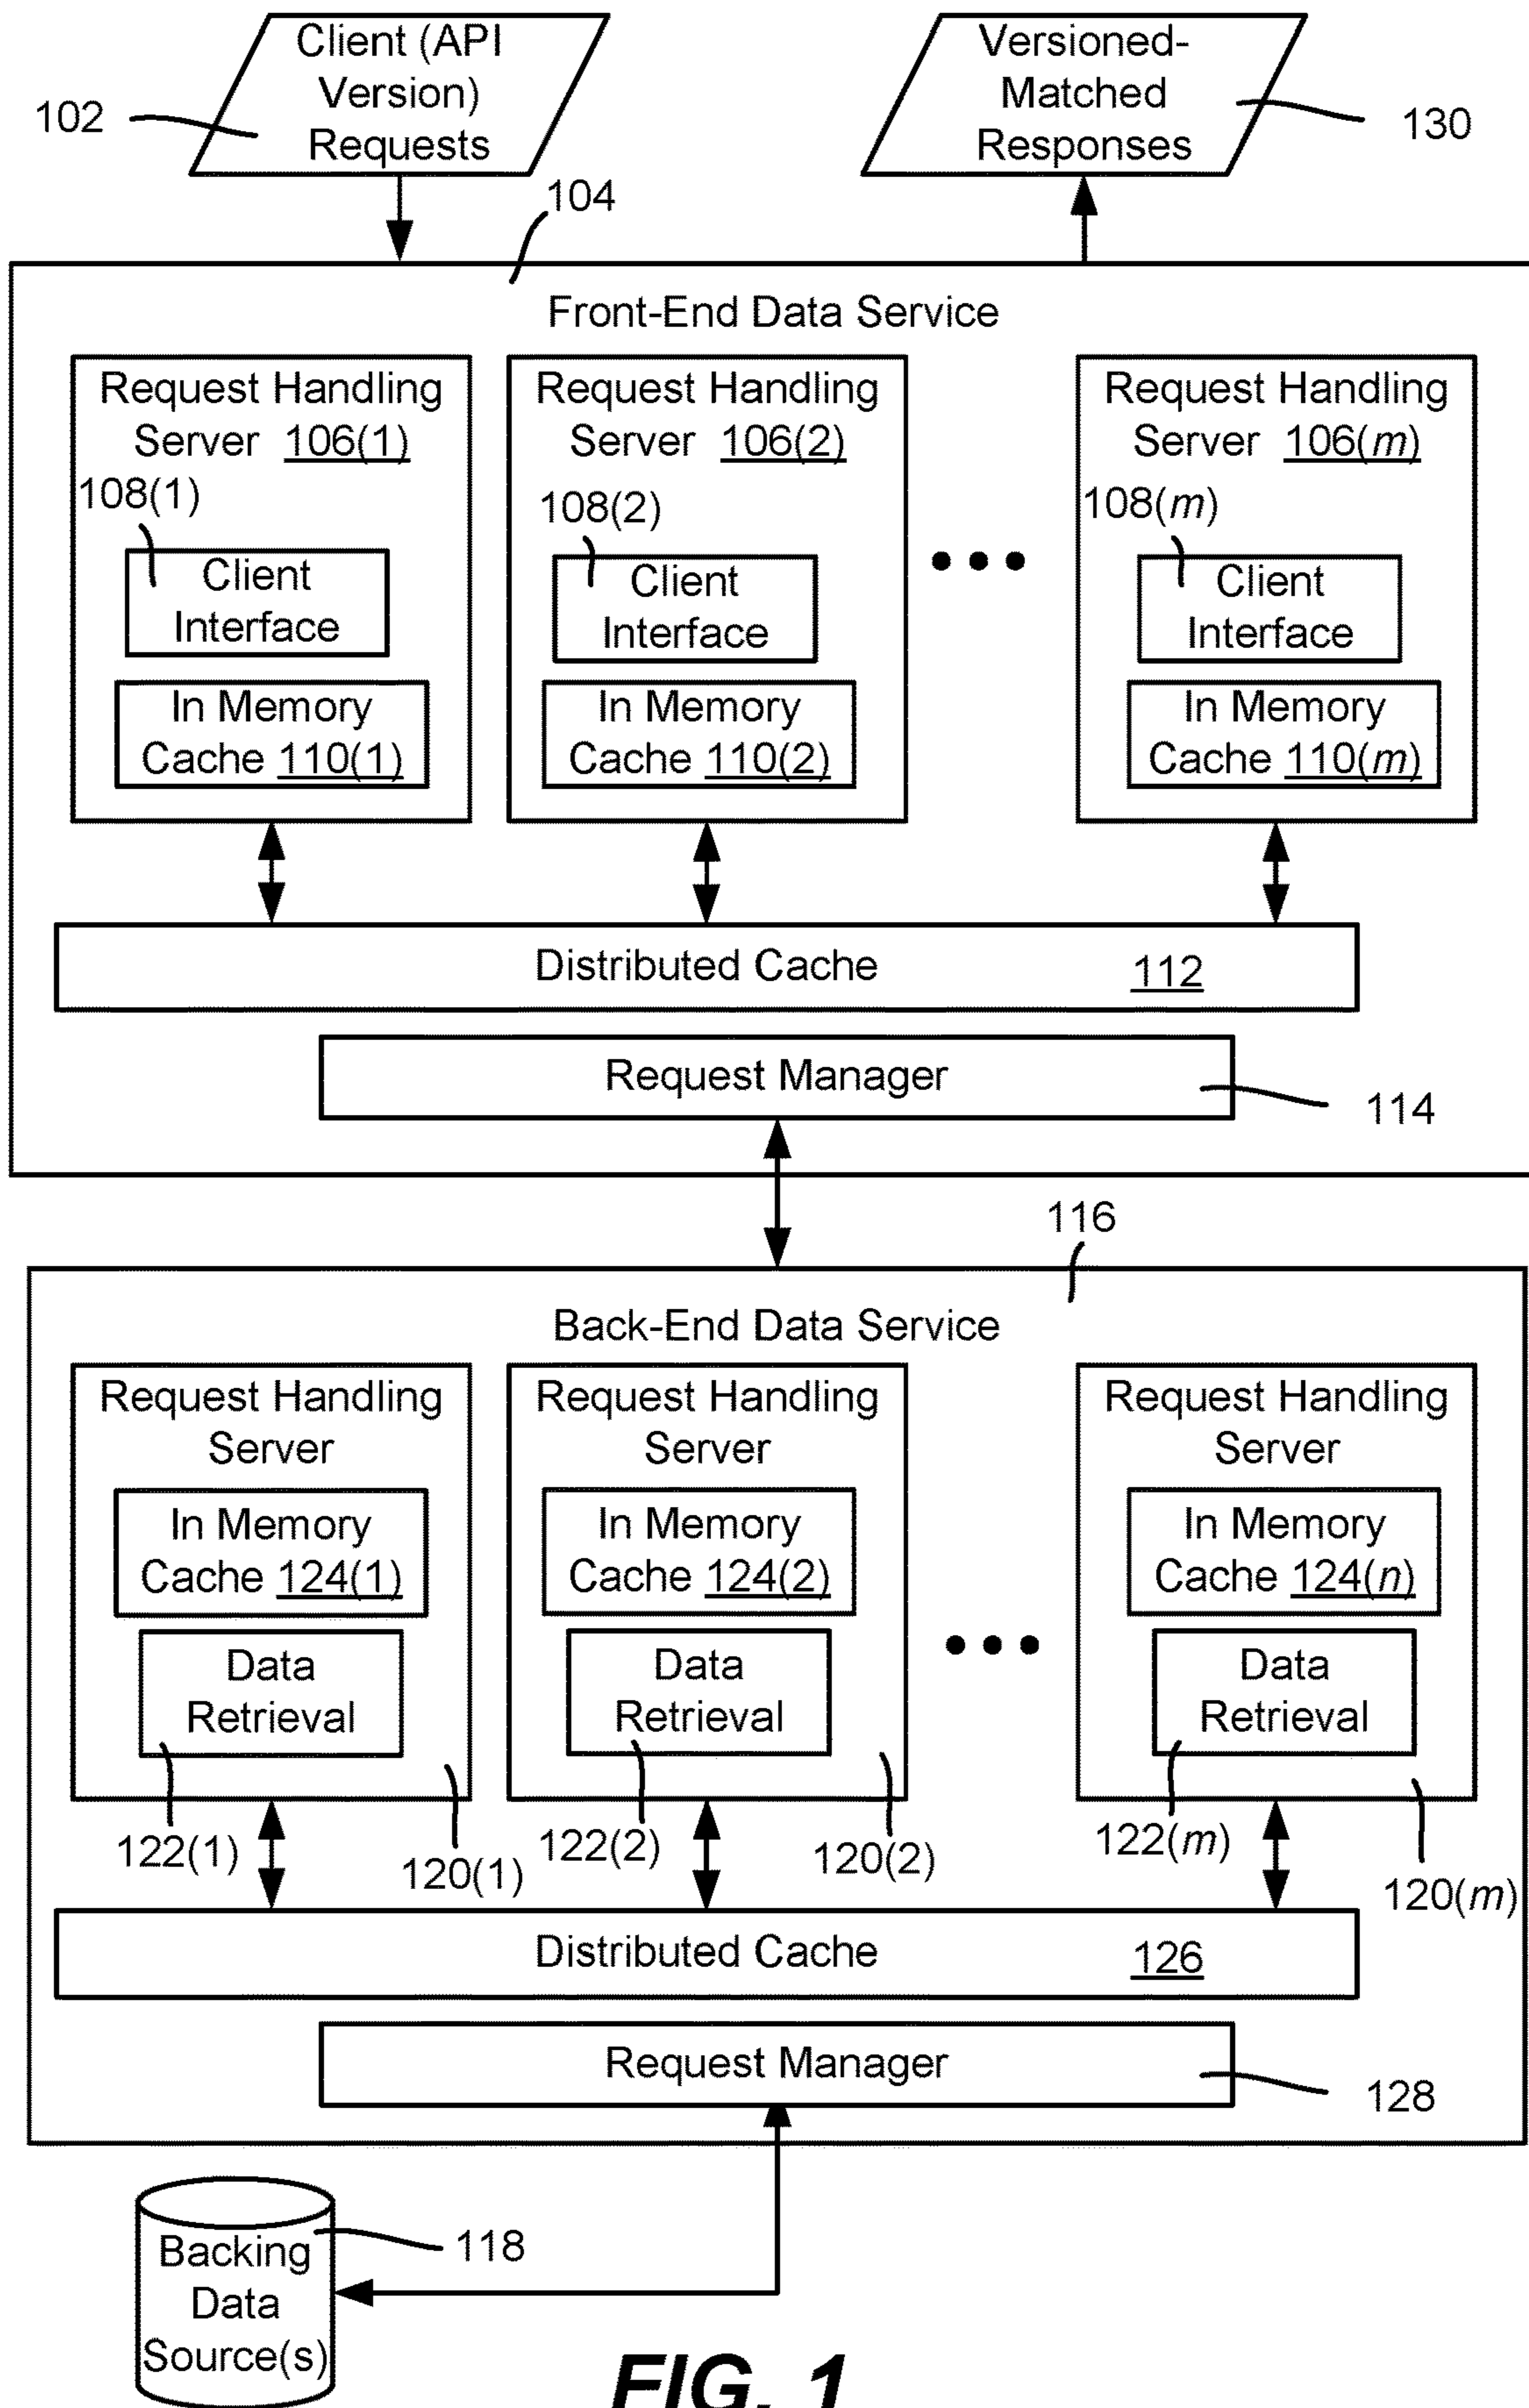 Client (API
Version)
Requests
102
Versioned-
Matched
Responses
130
104
Front-End Data Service
Request Handling
Server 106(1)
108(1)
Client
Interface
In Memory
Cache 110(1)
Request Handling
Server 106(2)
108(2)
Client
Interface
In Memory
Cache 110(2)
Request Handling
Server 106(m)
108(m)
Client
Interface
In Memory
Cache 110(m)
Distributed Cache 112
Request Manager
114
116
Back-End Data Service
Request Handling
Server
In Memory
Cache 124(1)
Data
Retrieval
122(1)
120(1)
Request Handling
Server
In Memory
Cache 124(2)
Data
Retrieval
122(2)
120(2)
Request Handling
Server
In Memory
Cache 124(n)
Data
Retrieval
122(m)
120(m)
Distributed Cache 126
Request Manager
128
Backing
Data
Source(s)
118
FIG. 1